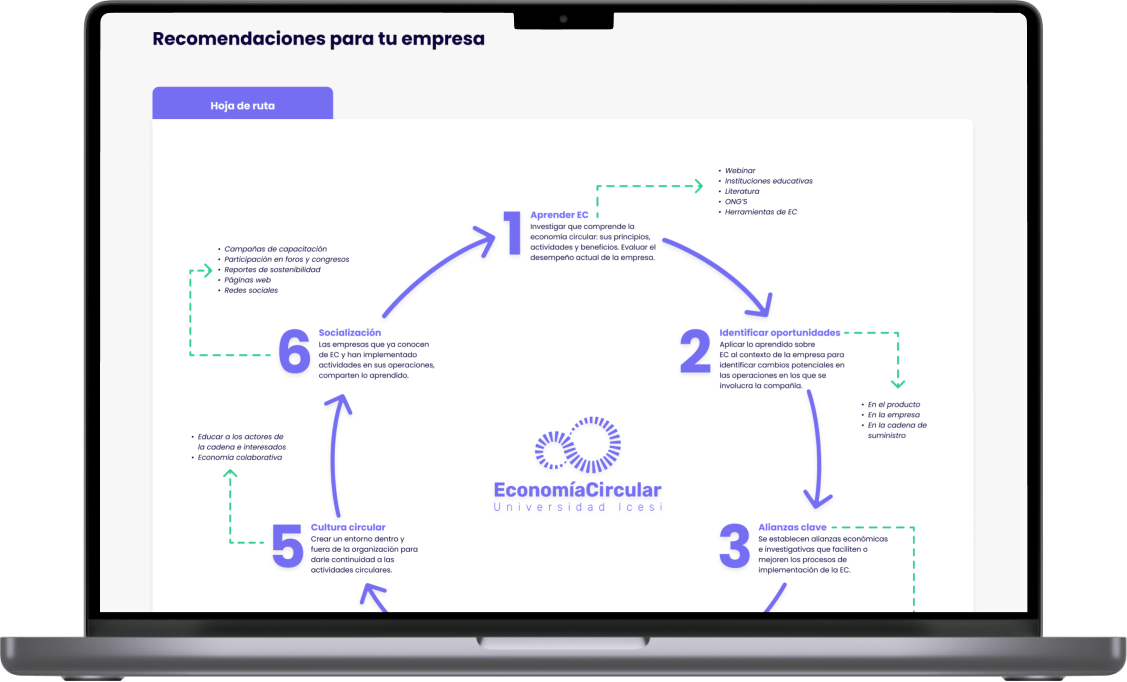 Recomendaciones para tu empresa
Hoja de ruta
1
Aprender EC
Investigar que comprende la
economía circular: sus principios,
actividades y beneficios. Evaluar el
desempeño actual de la empresa.
• Webinar
• Instituciones educativas
• Literatura
• ONG'S
• Herramientas de EC
2
Identificar oportunidades
Aplicar lo aprendido sobre
EC al contexto de la empresa para
identificar cambios potenciales en
las operaciones en los que se
involucra la compañía.
• En el producto
• En la empresa
• En la cadena de
suministro
3
Alianzas clave
Se establecen alianzas económicas
e investigativas que faciliten o
mejoren los procesos de
implementación de la EC.
5
Cultura circular
Crear un entorno dentro y
fuera de la organización para
darle continuidad a las
actividades circulares.
• Educar a los actores de
la cadena e interesados
• Economía colaborativa
6
Socialización
Las empresas que ya conocen
de EC y han implementado
actividades en sus operaciones,
comparten lo aprendido.
• Campañas de capacitación
• Participación en foros y congresos
• Reportes de sostenibilidad
• Páginas web
• Redes sociales
EconomíaCircular
Universidad Icesi